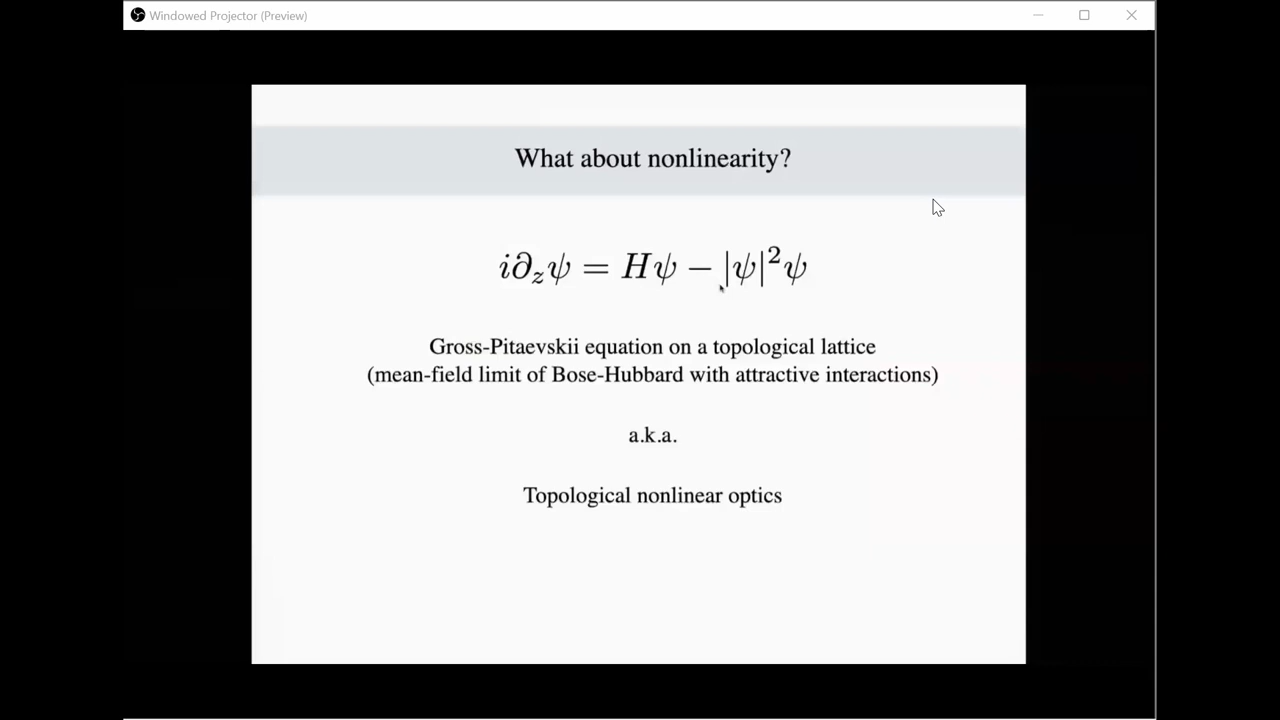 Windowed Projector (Preview)
What about nonlinearity?
i∂_zψ = Hψ − |ψ|²ψ
Gross-Pitaevskii equation on a topological lattice
(mean-field limit of Bose-Hubbard with attractive interactions)
a.k.a.
Topological nonlinear optics